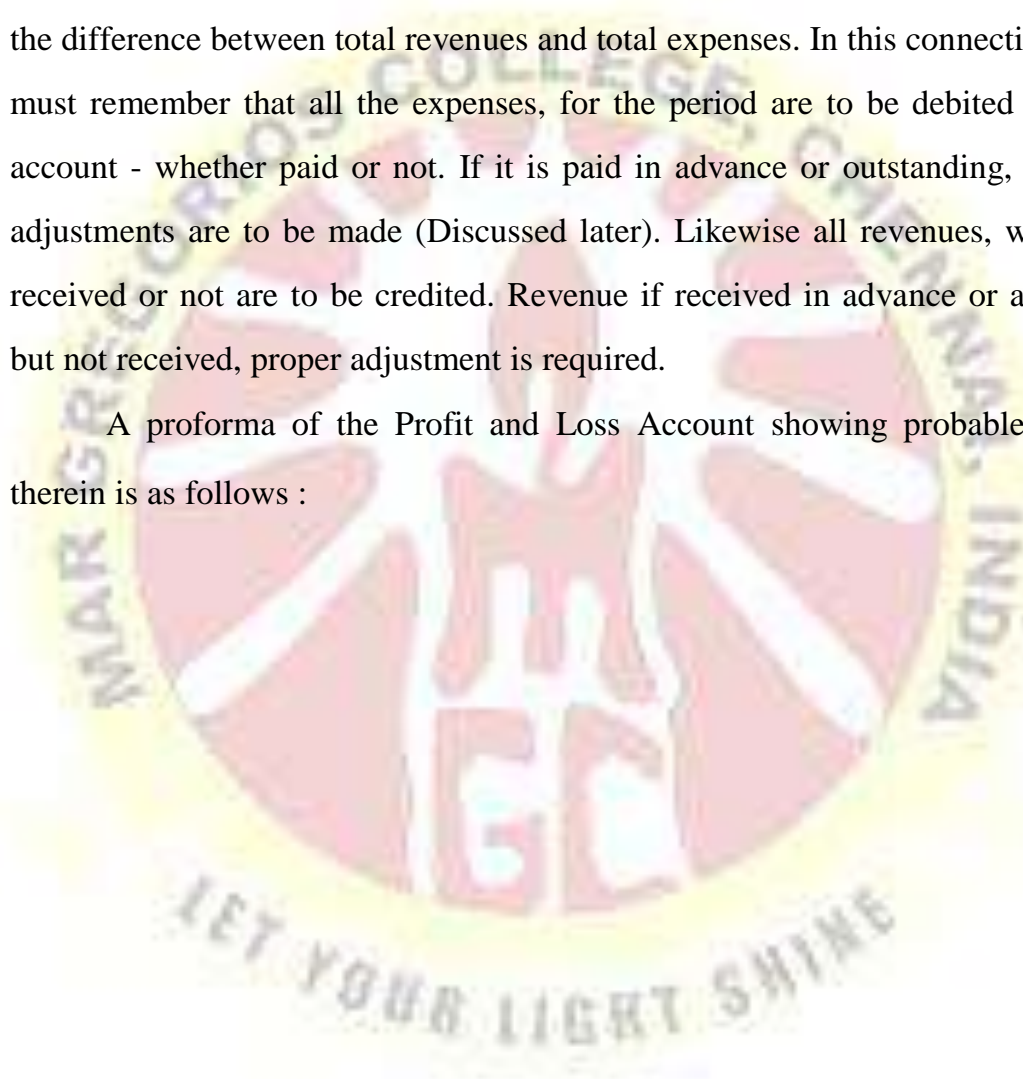 the difference between total revenues and total expenses. In this connecti
must remember that all the expenses, for the period are to be debited
account - whether paid or not. If it is paid in advance or outstanding,
adjustments are to be made (Discussed later). Likewise all revenues, w
received or not are to be credited. Revenue if received in advance or a
but not received, proper adjustment is required.
A proforma of the Profit and Loss Account showing probable
therein is as follows :
MAR GREGORIOS COLLEGE, CHENNAI, INDIA
MGC
LET YOUR LIGHT SHINE